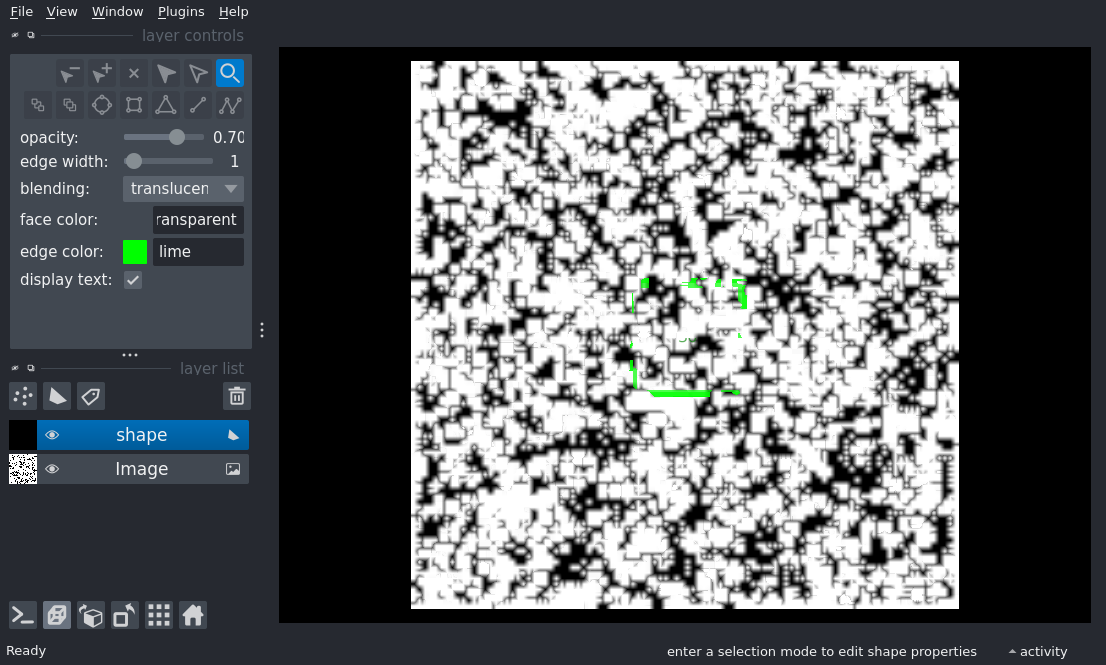 File View Window Plugins Help
layer controls
opacity: 0.70
edge width: 1
blending: translucen
face color: ransparent
edge color: lime
display text:
layer list
shape
Image
Ready
enter a selection mode to edit shape properties
activity